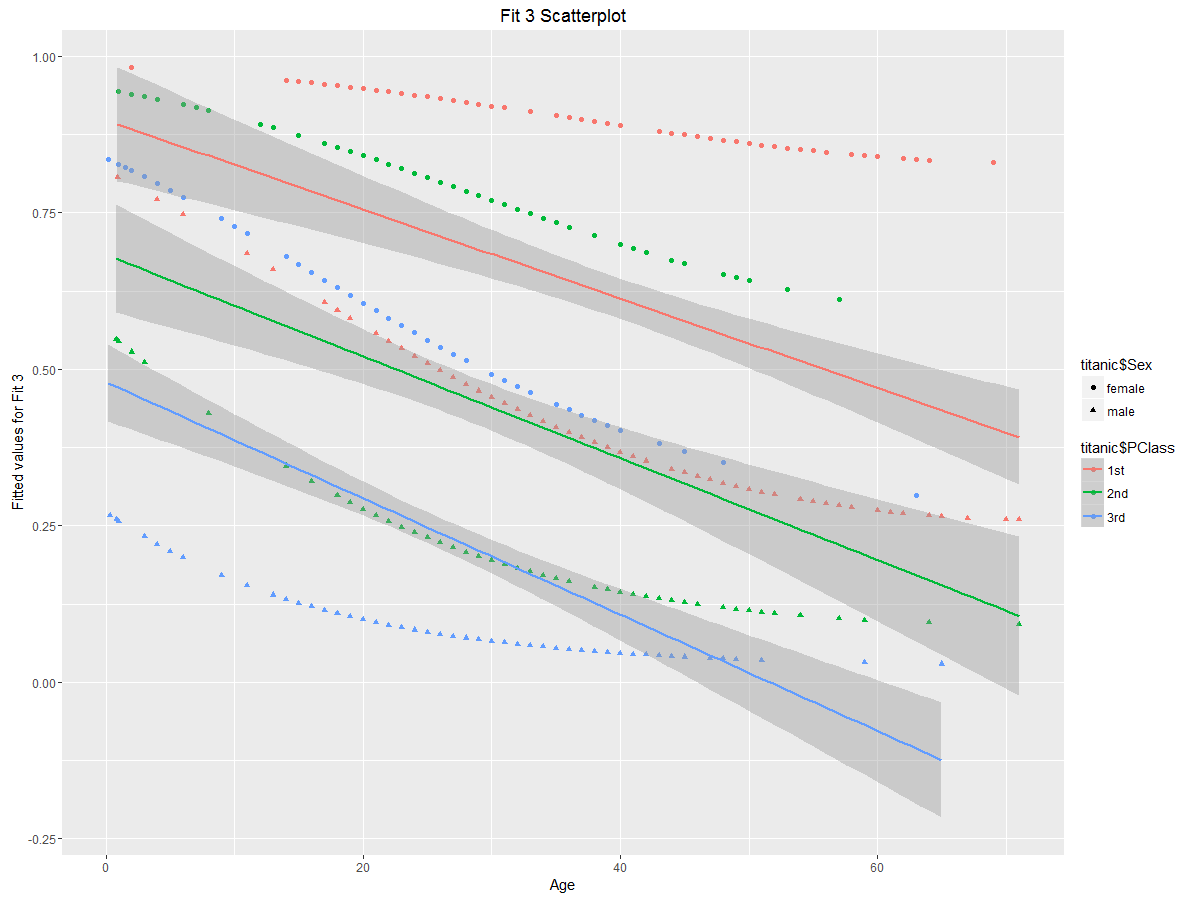 Fit 3 Scatterplot
1.00
0.75
0.50
0.25
0.00
-0.25
Fitted values for Fit 3
0
20
40
60
Age
titanic$Sex
female
male
titanic$PClass
1st
2nd
3rd